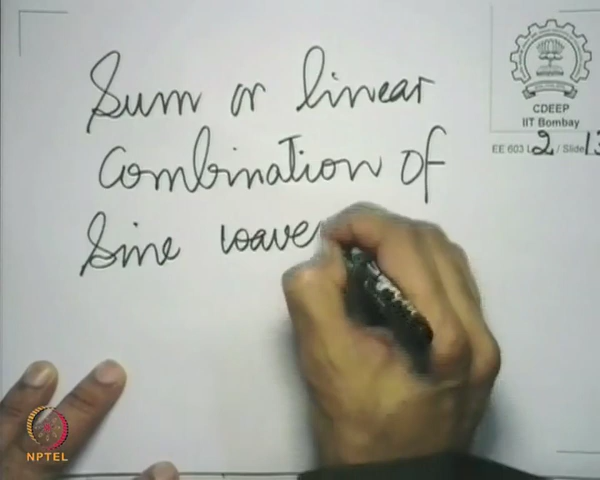 Sum or linear
Combination of
Sine wave
CDEEP
IIT Bombay
EE 603 L 2 / Slide 13
NPTEL